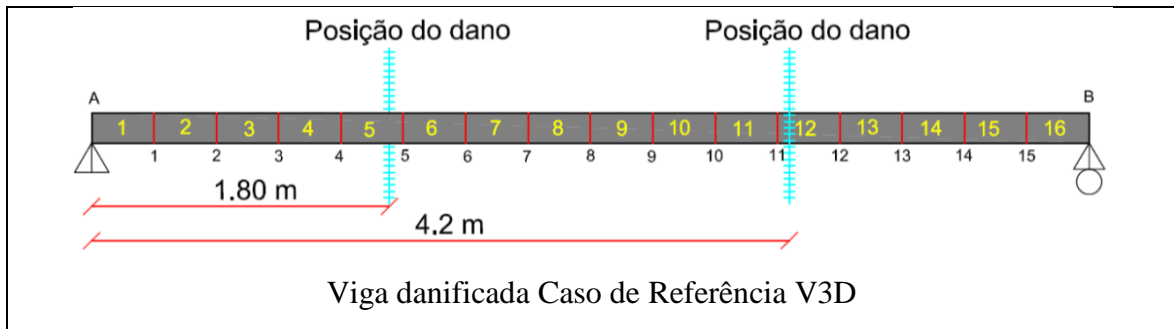 Posição do dano Posição do dano
A B
1 2 3 4 5 6 7 8 9 10 11 12 13 14 15 16
1 2 3 4 5 6 7 8 9 10 11 12 13 14 15
1.80 m
4.2 m
Viga danificada Caso de Referência V3D